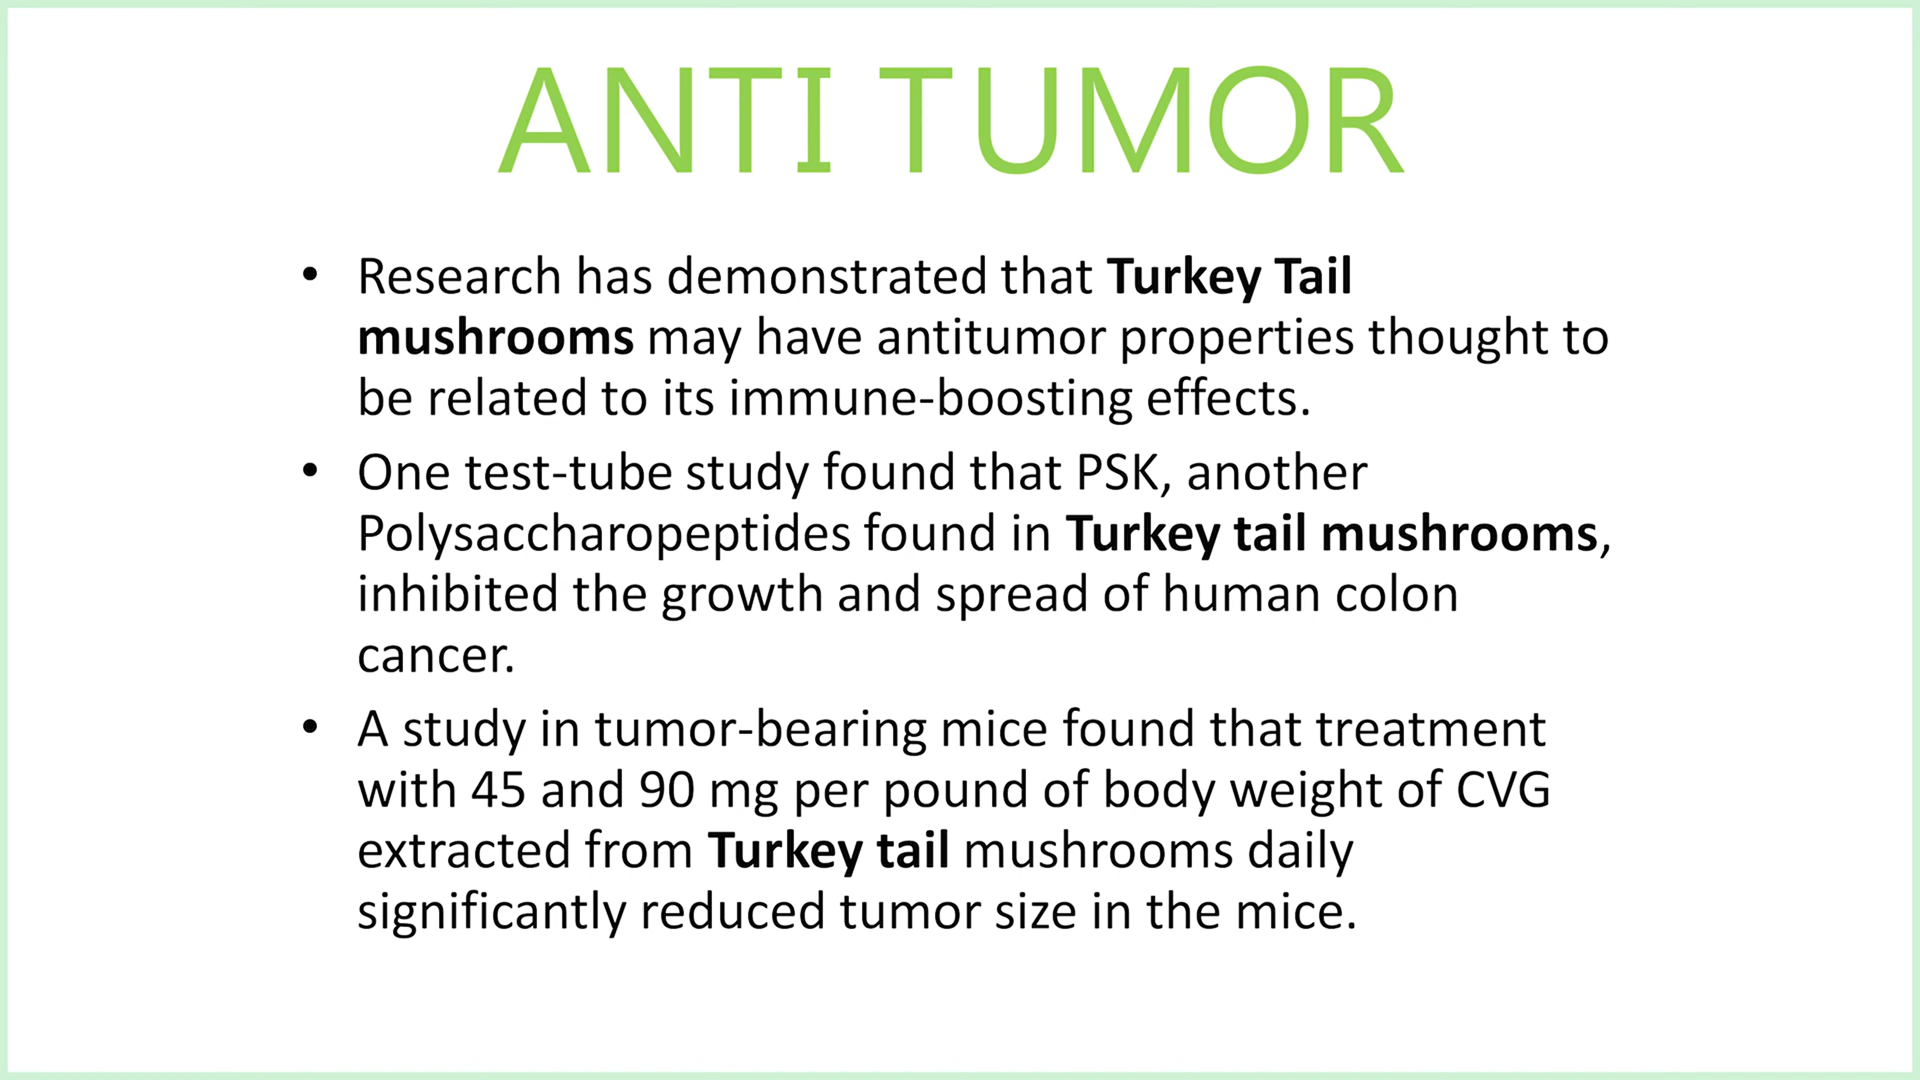 ANTI TUMOR
• Research has demonstrated that Turkey Tail
mushrooms may have antitumor properties thought to
be related to its immune-boosting effects.
• One test-tube study found that PSK, another
Polysaccharopeptides found in Turkey tail mushrooms,
inhibited the growth and spread of human colon
cancer.
• A study in tumor-bearing mice found that treatment
with 45 and 90 mg per pound of body weight of CVG
extracted from Turkey tail mushrooms daily
significantly reduced tumor size in the mice.